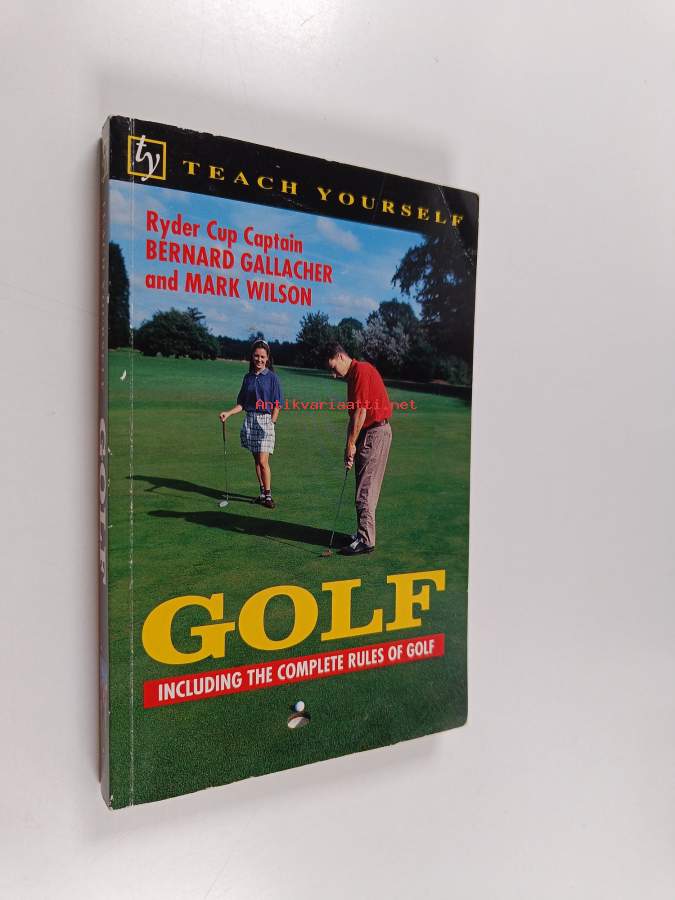 ty
TEACH YOURSELF
Ryder Cup Captain
BERNARD GALLACHER
and MARK WILSON
Antikvariaatti.net
GOLF
INCLUDING THE COMPLETE RULES OF GOLF
GOLF